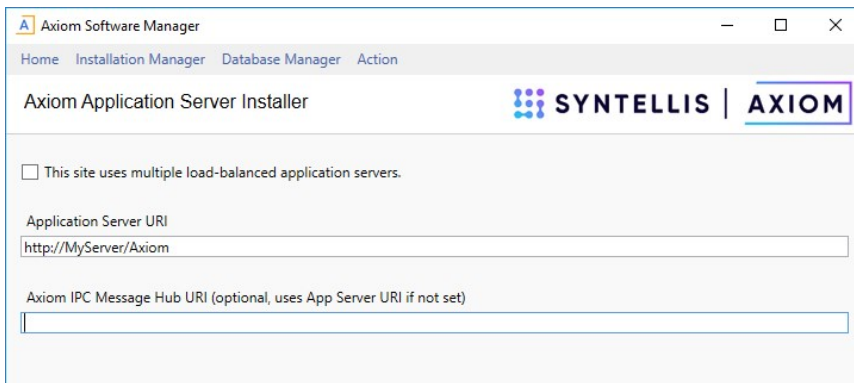 A Axiom Software Manager
Home Installation Manager Database Manager Action
Axiom Application Server Installer
SYNTELLIS | AXIOM
This site uses multiple load-balanced application servers.
Application Server URI
http://MyServer/Axiom
Axiom IPC Message Hub URI (optional, uses App Server URI if not set)